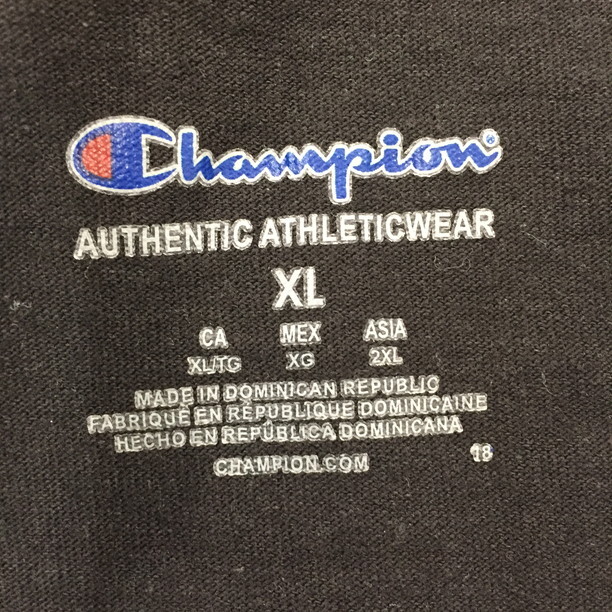 Champion®
AUTHENTIC ATHLETICWEAR
XL
CA MEX ASIA
XL/TG XG 2XL
MADE IN DOMINICAN REPUBLIC
FABRIQUÉ EN RÉPUBLIQUE DOMINICAINE
HECHO EN REPÚBLICA DOMINICANA
CHAMPION.COM 18